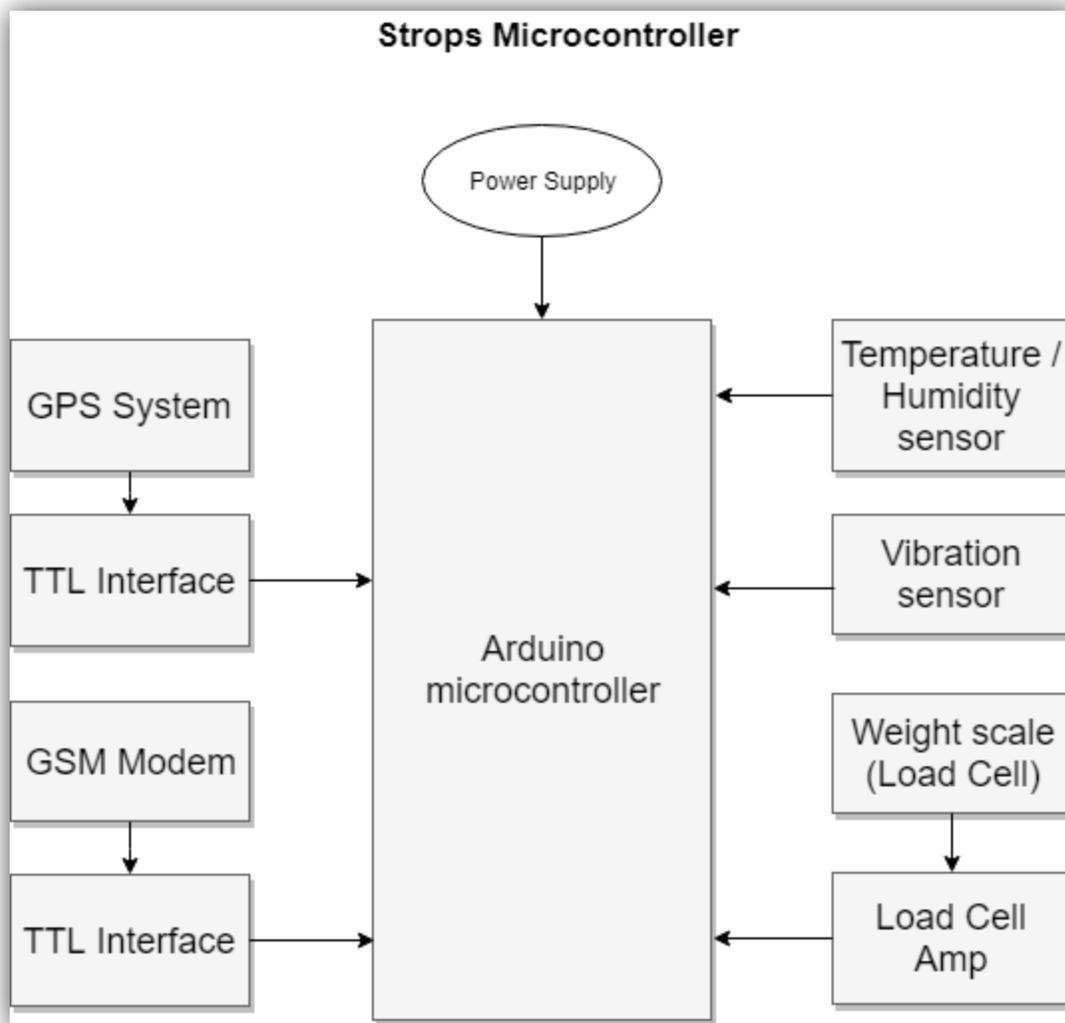 Strops Microcontroller
Power Supply
GPS System
TTL Interface
GSM Modem
TTL Interface
Arduino
microcontroller
Temperature /
Humidity
sensor
Vibration
sensor
Weight scale
(Load Cell)
Load Cell
Amp